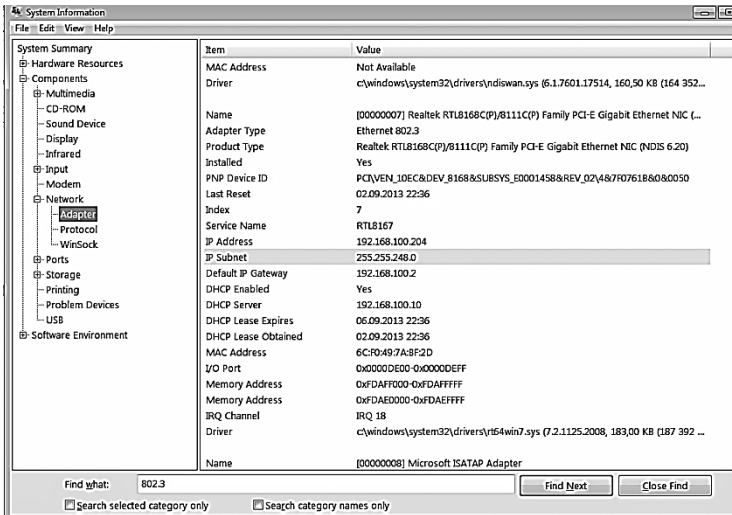 System Information
File Edit View Help
System Summary
Hardware Resources
Components
Multimedia
CD-ROM
Sound Device
Display
Infrared
Input
Modem
Network
Adapter
Protocol
WinSock
Ports
Storage
Printing
Problem Devices
USB
Software Environment
Item Value
MAC Address Not Available
Driver c:\windows\system32\drivers\ndiswan.sys (6.1.7601.17514, 160,50 KB (164 352...
Name [00000007] Realtek RTL8168C(P)/8111C(P) Family PCI-E Gigabit Ethernet NIC (...
Adapter Type Ethernet 802.3
Product Type Realtek RTL8168C(P)/8111C(P) Family PCI-E Gigabit Ethernet NIC (NDIS 6.20)
Installed Yes
PNP Device ID PCI\VEN_10EC&DEV_8168&SUBSYS_E0001458&REV_02\4&7F0761B&0&0050
Last Reset 02.09.2013 22:36
Index 7
Service Name RTL8167
IP Address 192.168.100.204
IP Subnet 255.255.248.0
Default IP Gateway 192.168.100.2
DHCP Enabled Yes
DHCP Server 192.168.100.10
DHCP Lease Expires 06.09.2013 22:36
DHCP Lease Obtained 02.09.2013 22:36
MAC Address 6C:F0:49:7A:8F:2D
I/O Port 0x0000DE00-0x0000DEFF
Memory Address 0xFDAFF000-0xFDAFFFFF
Memory Address 0xFDAE0000-0xFDAEFFFF
IRQ Channel IRQ 18
Driver c:\windows\system32\drivers\rt64win7.sys (7.2.1125.2008, 183,00 KB (187 392 ...
Name [00000008] Microsoft ISATAP Adapter
Find what: 802.3 Find Next Close Find
Search selected category only Search category names only